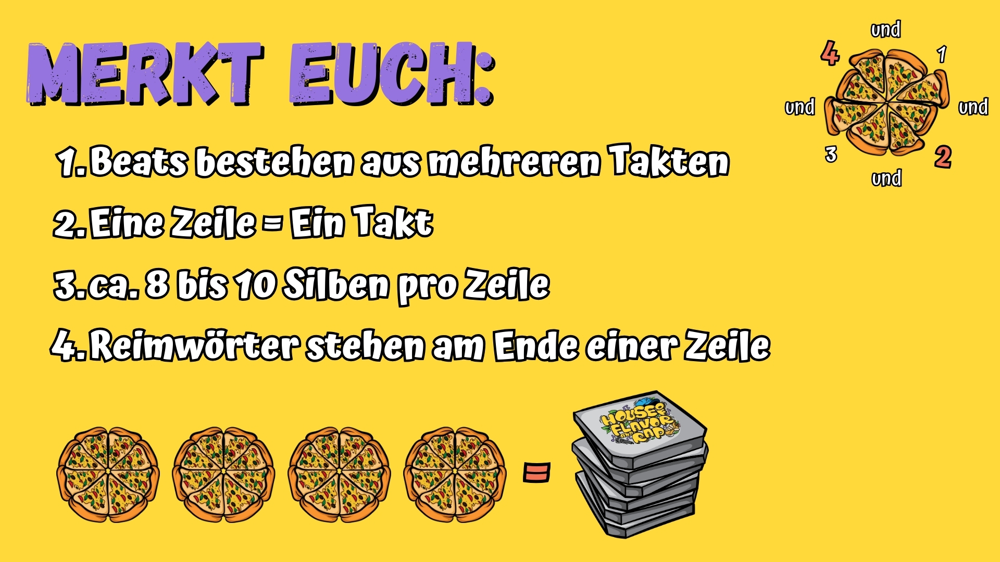 MERKT EUCH:
1. Beats bestehen aus mehreren Takten
2. Eine Zeile = Ein Takt
3. ca. 8 bis 10 Silben pro Zeile
4. Reimwörter stehen am Ende einer Zeile
und
4 1
und und
3 2
und
=
HOUSE OF
FLAVOR
AND RAP